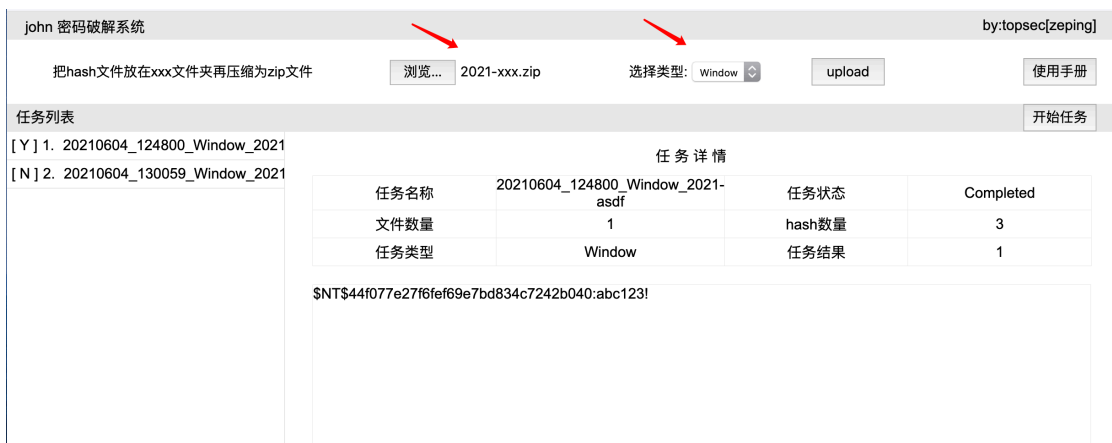 john 密码破解系统 by:topsec[zeping]
把hash文件放在xxx文件夹再压缩为zip文件 浏览... 2021-xxx.zip 选择类型: Window upload 使用手册
任务列表 开始任务
[ Y ] 1. 20210604_124800_Window_2021
[ N ] 2. 20210604_130059_Window_2021
任 务 详 情
任务名称 20210604_124800_Window_2021-
asdf 任务状态 Completed
文件数量 1 hash数量 3
任务类型 Window 任务结果 1
$NT$44f077e27f6fef69e7bd834c7242b040:abc123!